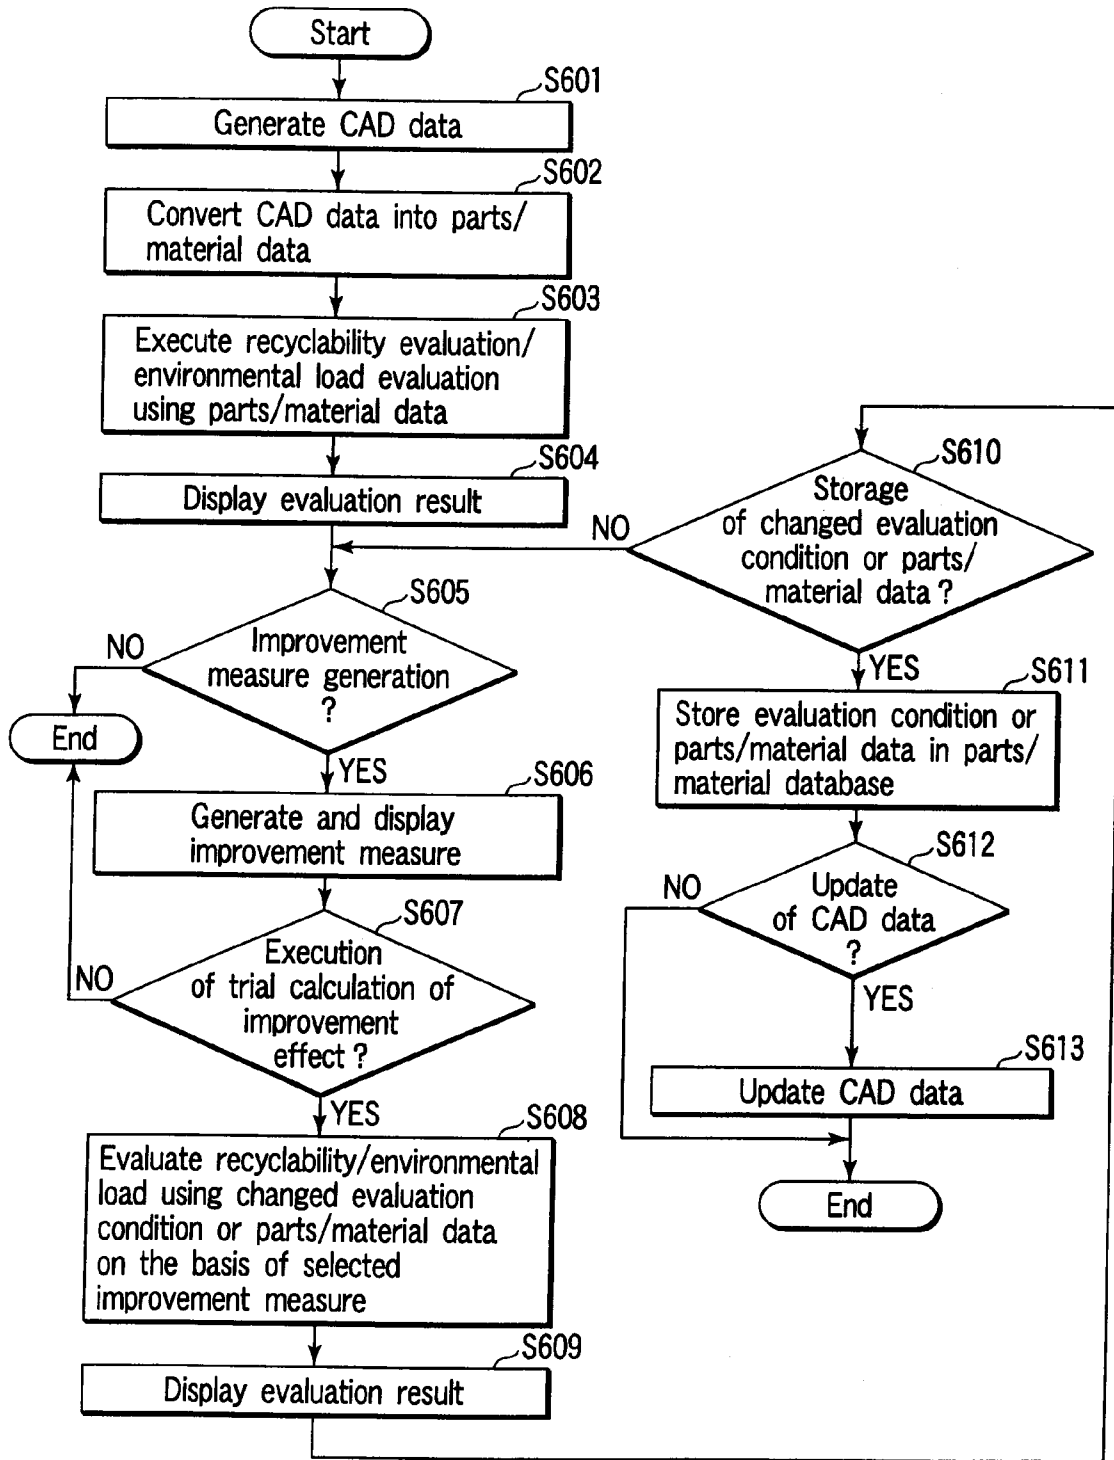 Start
S601
Generate CAD data
S602
Convert CAD data into parts/
material data
S603
Execute recyclability evaluation/
environmental load evaluation
using parts/material data
S604
Display evaluation result
S605
Improvement
measure generation
?
NO
End
YES
S606
Generate and display
improvement measure
S607
Execution
of trial calculation of
improvement
effect?
NO
YES
S608
Evaluate recyclability/environmental
load using changed evaluation
condition or parts/material data
on the basis of selected
improvement measure
S609
Display evaluation result
S610
Storage
of changed evaluation
condition or parts/
material data?
NO
YES
S611
Store evaluation condition or
parts/material data in parts/
material database
S612
Update
of CAD data
?
NO
YES
S613
Update CAD data
End